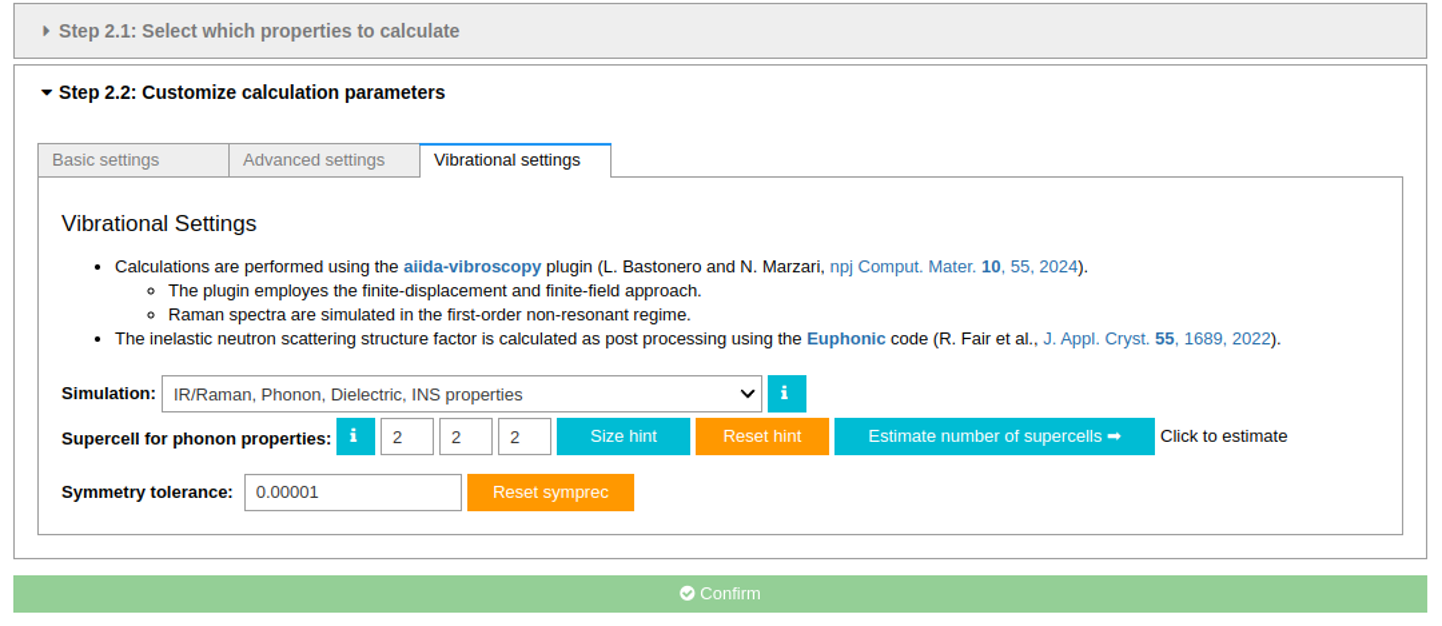 Step 2.1: Select which properties to calculate
Step 2.2: Customize calculation parameters
Basic settings Advanced settings Vibrational settings
Vibrational Settings
• Calculations are performed using the aiida-vibroscopy plugin (L. Bastonero and N. Marzari, npj Comput. Mater. 10, 55, 2024).
◦ The plugin employes the finite-displacement and finite-field approach.
◦ Raman spectra are simulated in the first-order non-resonant regime.
• The inelastic neutron scattering structure factor is calculated as post processing using the Euphonic code (R. Fair et al., J. Appl. Cryst. 55, 1689, 2022).
Simulation: IR/Raman, Phonon, Dielectric, INS properties i
Supercell for phonon properties: i 2 2 2 Size hint Reset hint Estimate number of supercells ➡ Click to estimate
Symmetry tolerance: 0.00001 Reset symprec
Confirm